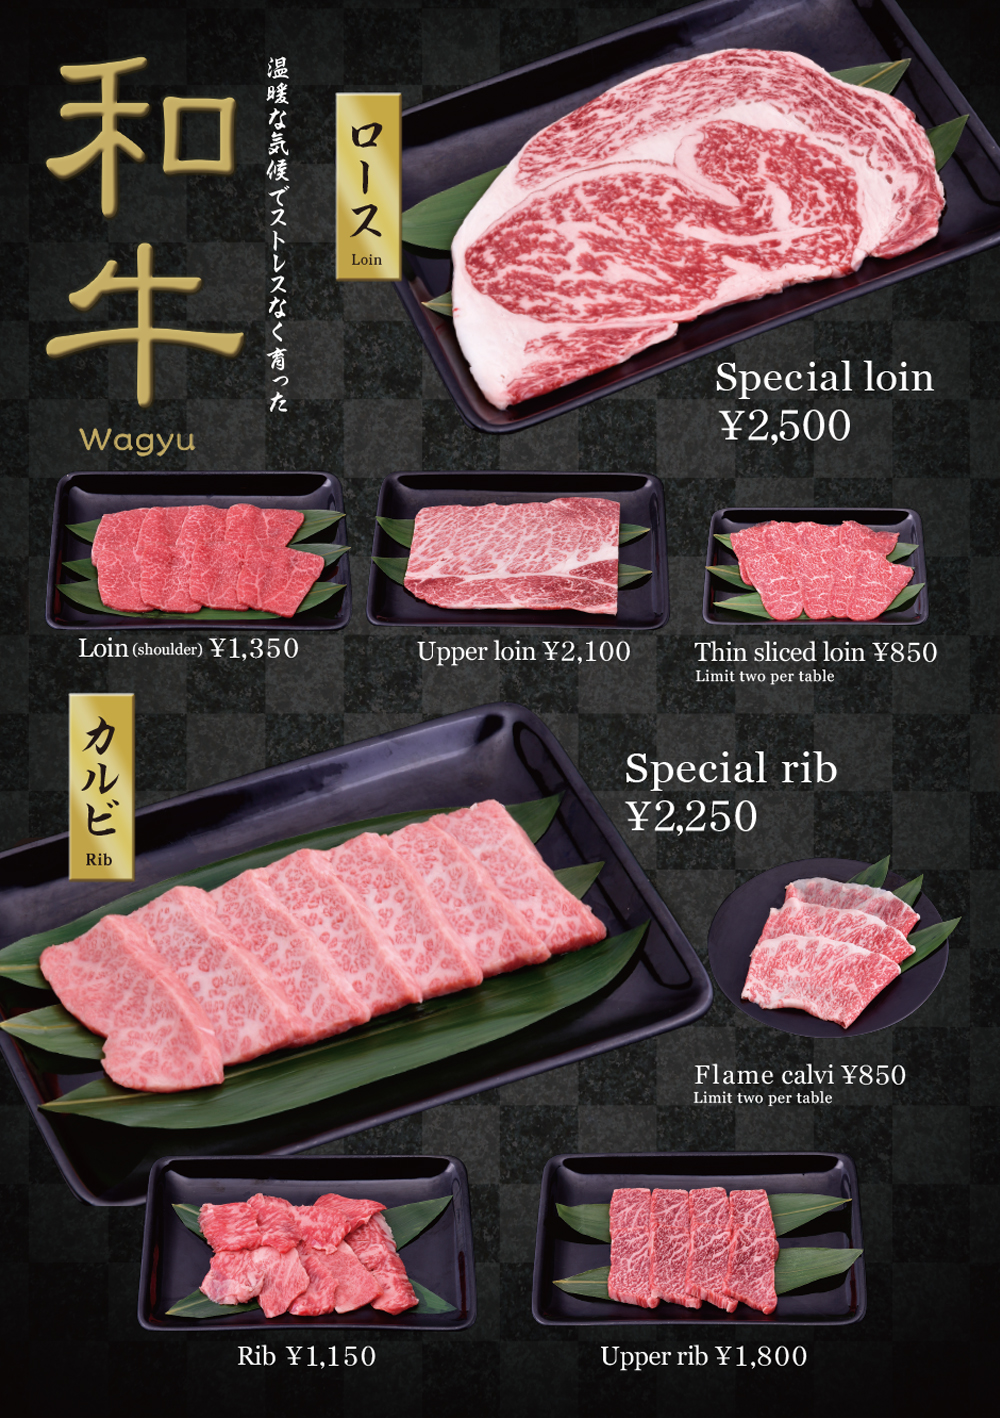 和牛
Wagyu
温暖な気候でストレスなく育った
ロース
Loin
Special loin
¥2,500
Loin (shoulder) ¥1,350
Upper loin ¥2,100
Thin sliced loin ¥850
Limit two per table
カルビ
Rib
Special rib
¥2,250
Flame calvi ¥850
Limit two per table
Rib ¥1,150
Upper rib ¥1,800